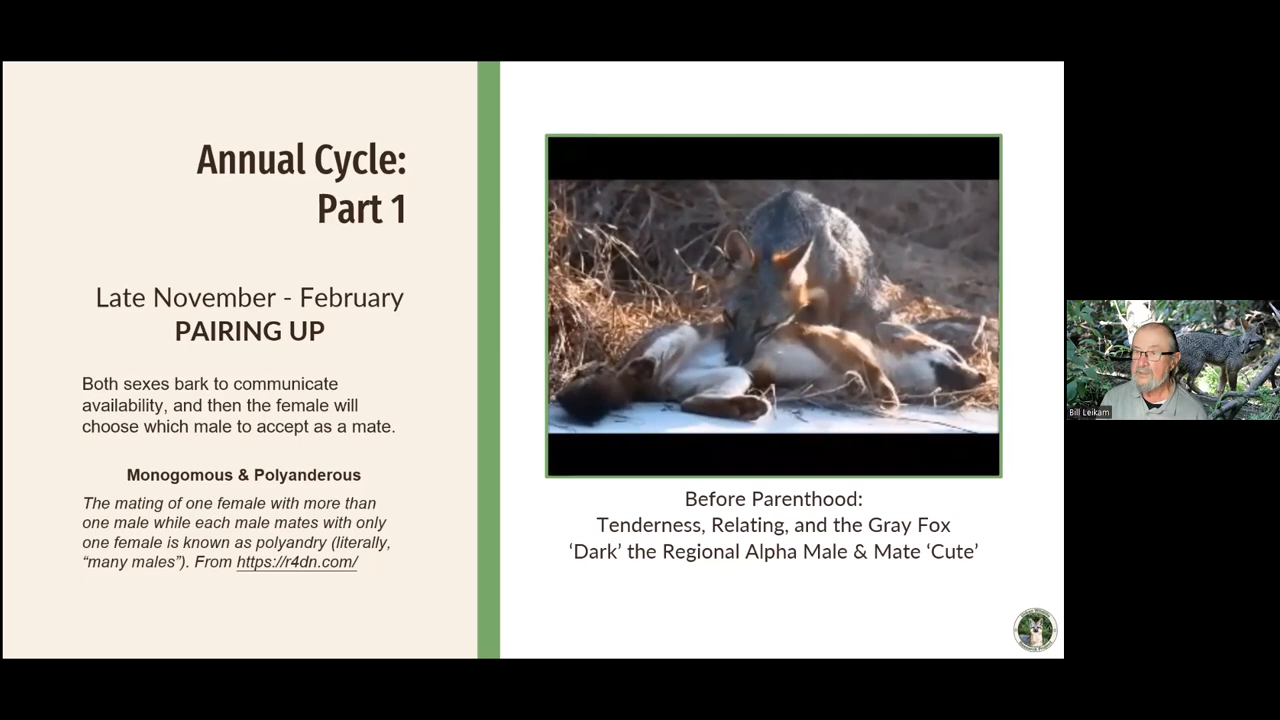 Annual Cycle:
Part 1
Late November - February
PAIRING UP
Both sexes bark to communicate
availability, and then the female will
choose which male to accept as a mate.
Monogomous & Polyanderous
The mating of one female with more than
one male while each male mates with only
one female is known as polyandry (literally,
“many males”). From https://r4dn.com/
Before Parenthood:
Tenderness, Relating, and the Gray Fox
‘Dark’ the Regional Alpha Male & Mate ‘Cute’
Bill Leikam